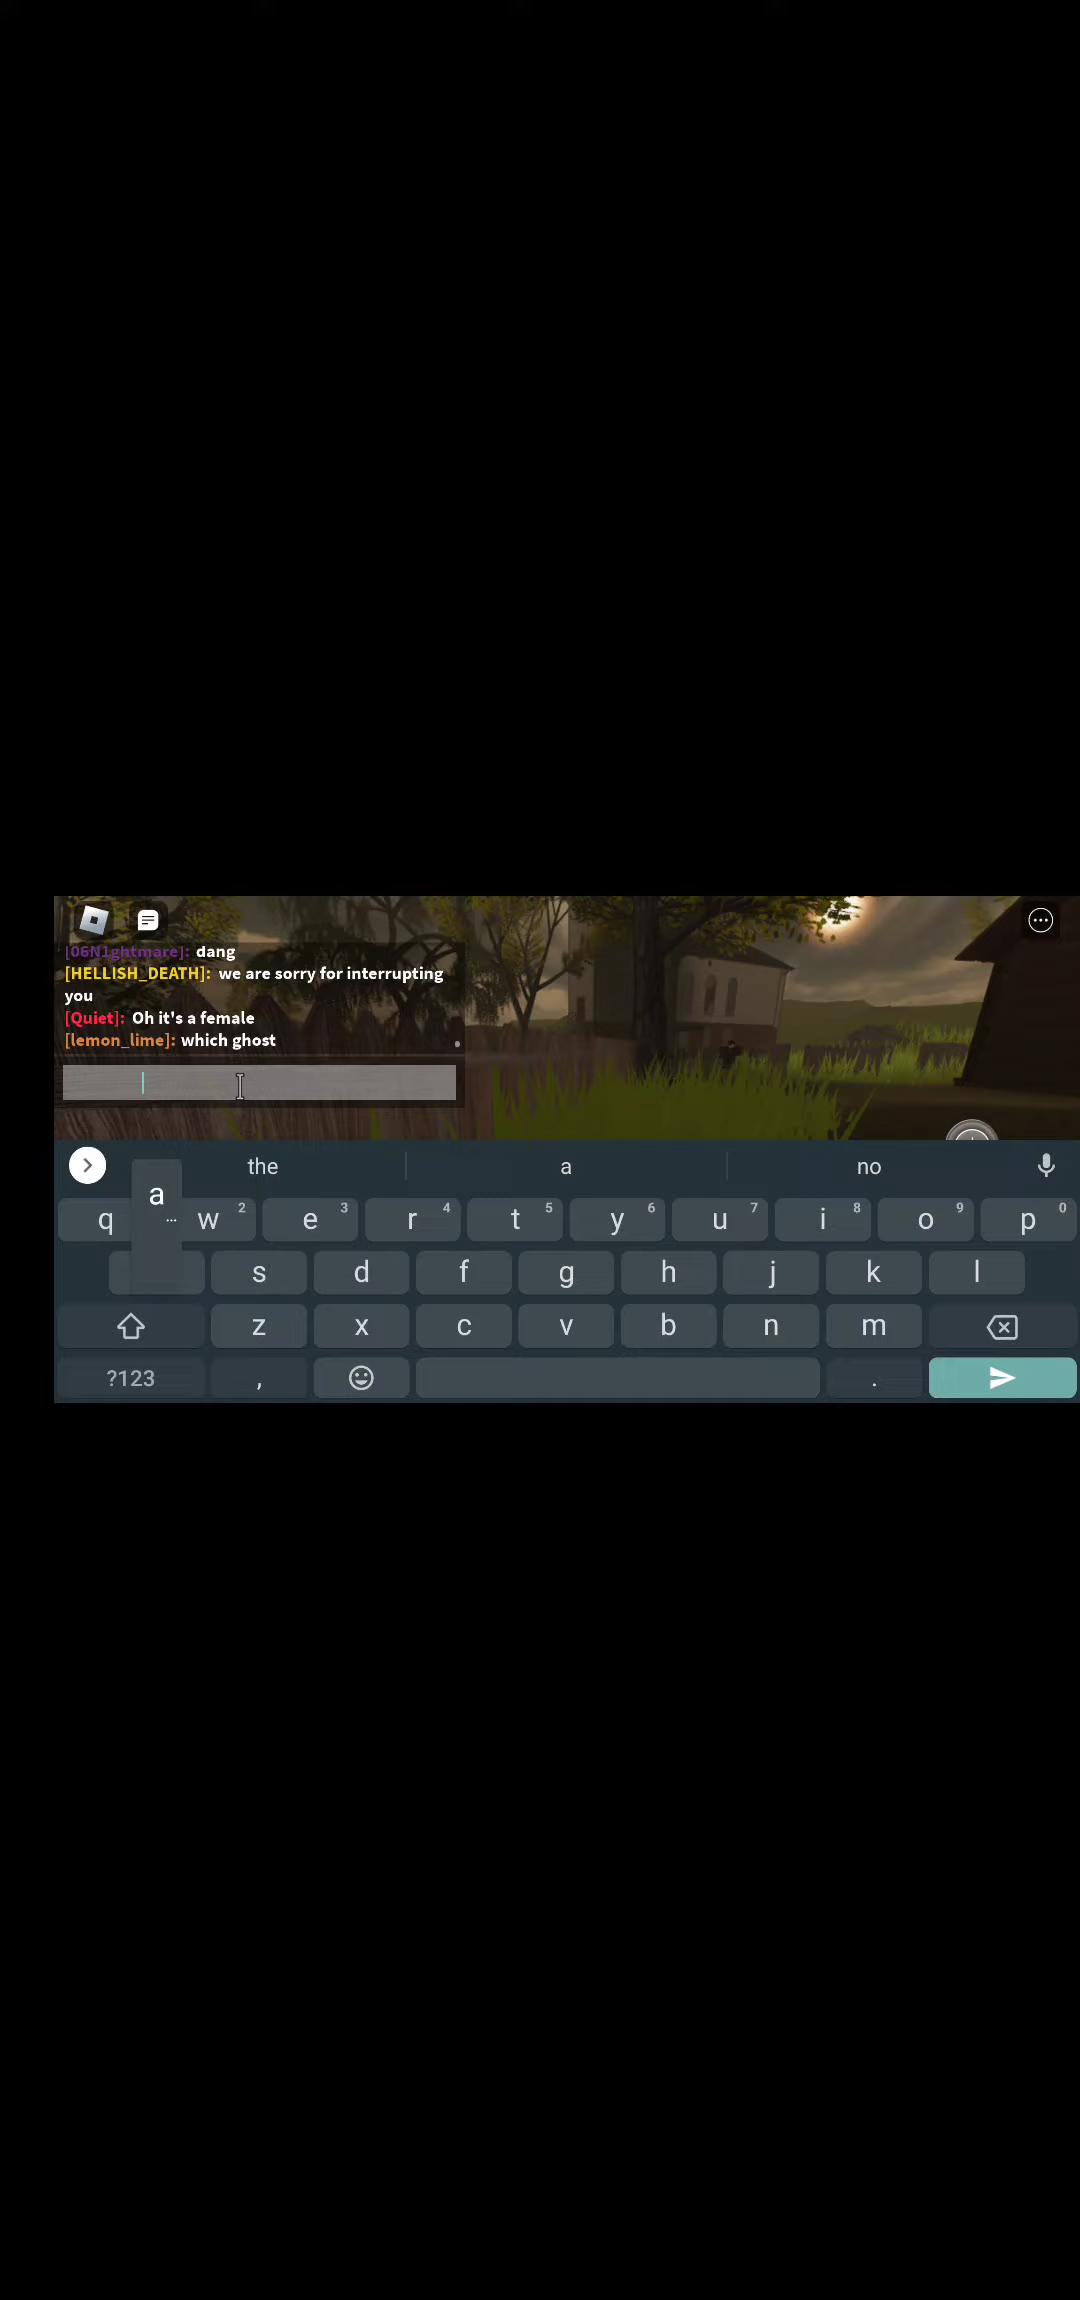 [06N1ghtmare]: dang
[HELLISH_DEATH]: we are sorry for interrupting
you
[Quiet]: Oh it's a female
[lemon_lime]: which ghost
the a no
a
q w 2 e 3 r 4 t 5 y 6 u 7 i 8 o 9 p 0
s d f g h j k l
z x c v b n m
?123 , .